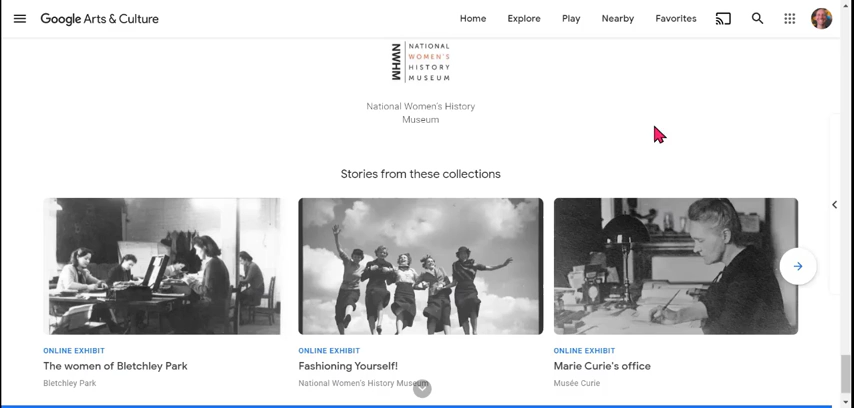 Google Arts & Culture
Home Explore Play Nearby Favorites
NWHM
NATIONAL
WOMEN'S
HISTORY
MUSEUM
National Women's History
Museum
Stories from these collections
ONLINE EXHIBIT
The women of Bletchley Park
Bletchley Park
ONLINE EXHIBIT
Fashioning Yourself!
National Women's History Museum
ONLINE EXHIBIT
Marie Curie's office
Musée Curie